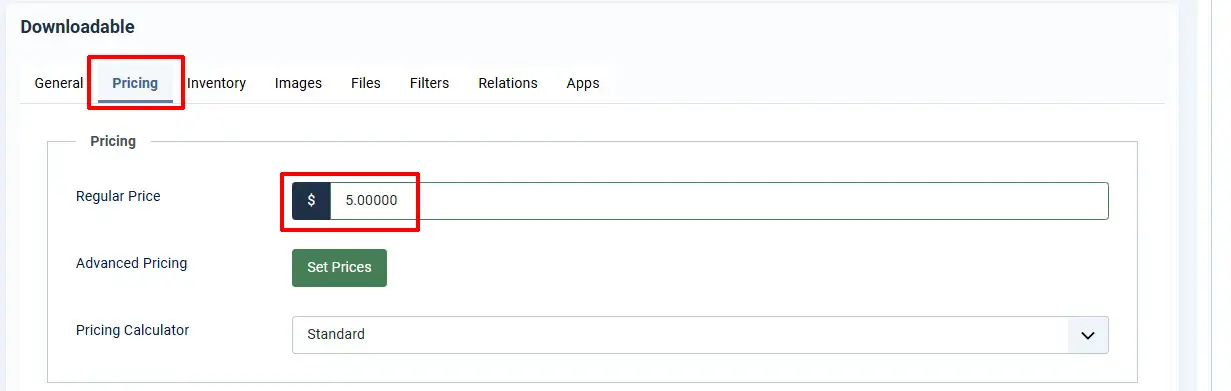 Downloadable
General Pricing Inventory Images Files Filters Relations Apps
Pricing
Regular Price $ 5.00000
Advanced Pricing Set Prices
Pricing Calculator Standard